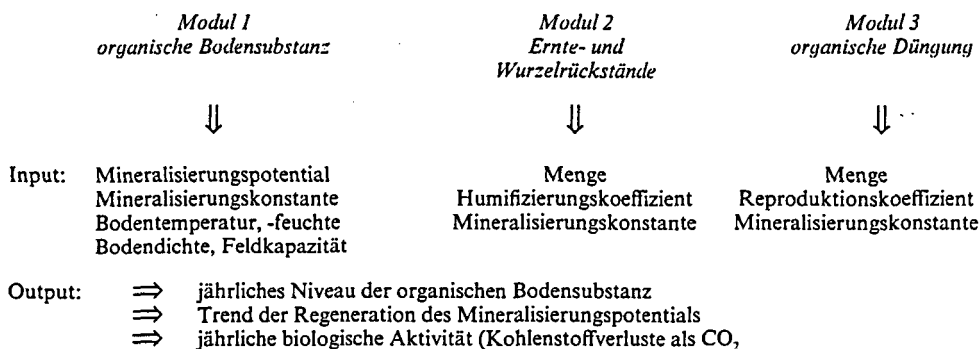 Modul 1 Modul 2 Modul 3
organische Bodensubstanz Ernte- und organische Düngung
Wurzelrückstände
⇓ ⇓ ⇓
Input: Mineralisierungspotential Menge Menge
Mineralisierungskonstante Humifizierungskoeffizient Reproduktionskoeffizient
Bodentemperatur, -feuchte Mineralisierungskonstante Mineralisierungskonstante
Bodendichte, Feldkapazität
Output: ⇒ jährliches Niveau der organischen Bodensubstanz
⇒ Trend der Regeneration des Mineralisierungspotentials
⇒ jährliche biologische Aktivität (Kohlenstoffverluste als CO₂